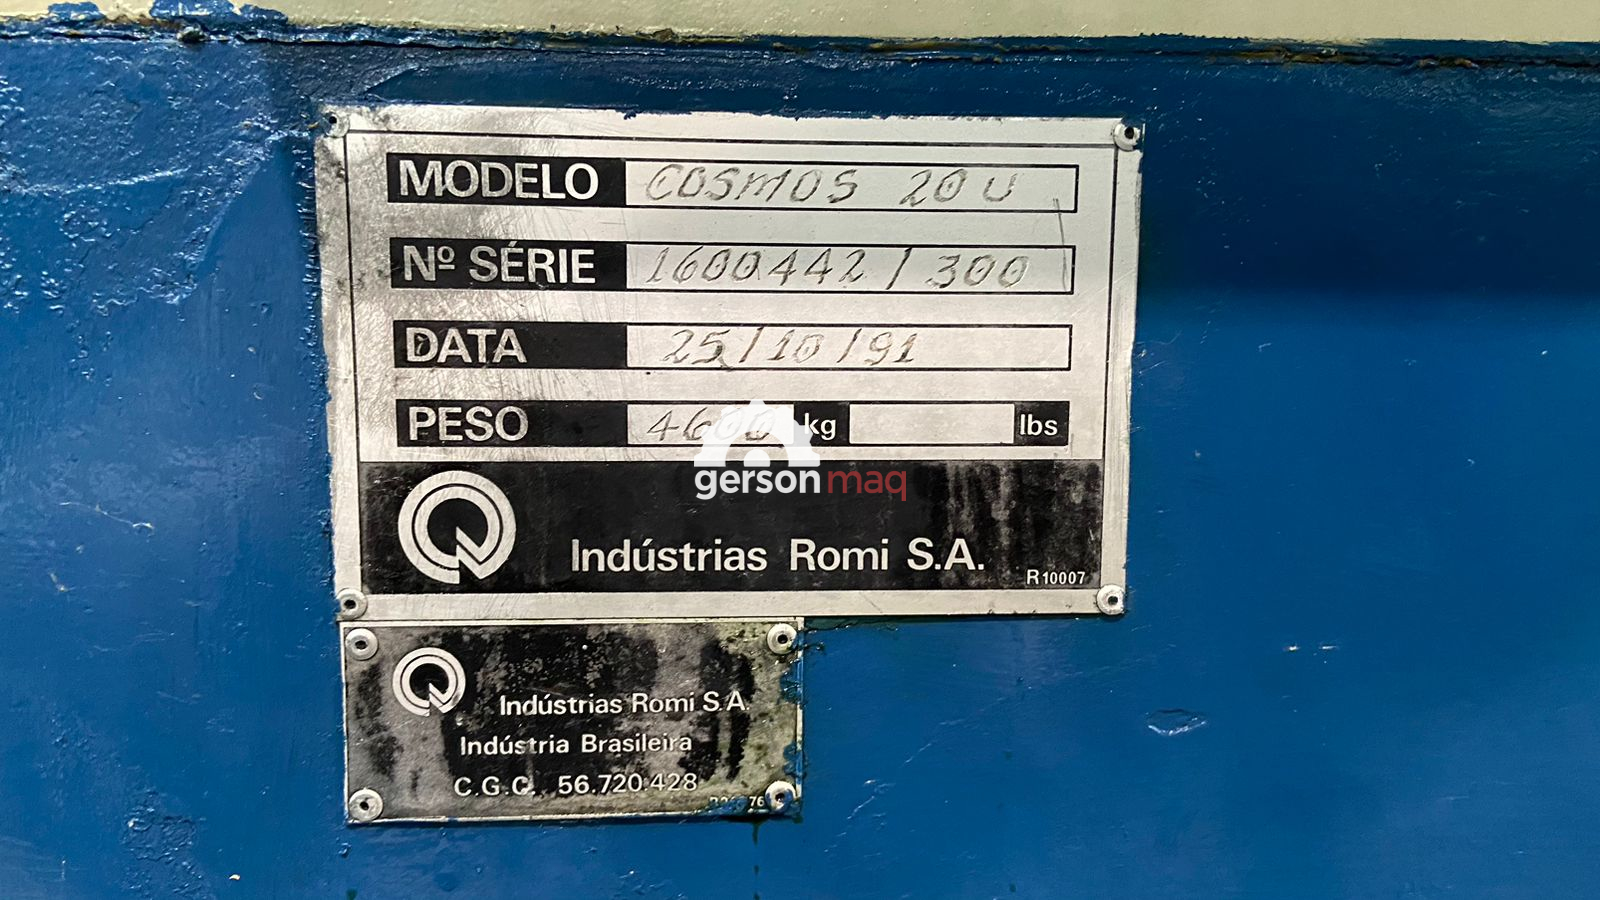 MODELO COSMOS 20 U
Nº SÉRIE 1600442/300
DATA 25/10/91
PESO 4600 kg lbs
gersonmaq
Indústrias Romi S.A.
R10007
Indústrias Romi S.A.
Indústria Brasileira
C.G.C. 56.720.428